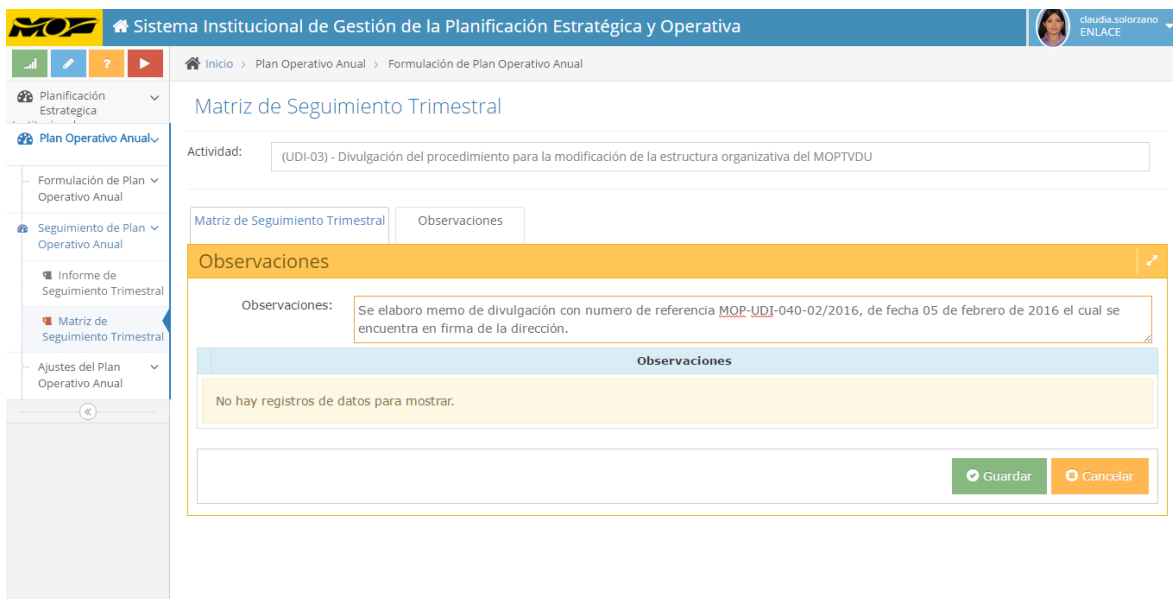 MOP
Sistema Institucional de Gestión de la Planificación Estratégica y Operativa
claudia.solorzano
ENLACE
?
Inicio > Plan Operativo Anual > Formulación de Plan Operativo Anual
Planificación
Estrategica
Plan Operativo Anual
Formulación de Plan
Operativo Anual
Seguimiento de Plan
Operativo Anual
Informe de
Seguimiento Trimestral
Matriz de
Seguimiento Trimestral
Ajustes del Plan
Operativo Anual
Matriz de Seguimiento Trimestral
Actividad:
(UDI-03) - Divulgación del procedimiento para la modificación de la estructura organizativa del MOPTVDU
Matriz de Seguimiento Trimestral
Observaciones
Observaciones
Observaciones:
Se elaboro memo de divulgación con numero de referencia MOP-UDI-040-02/2016, de fecha 05 de febrero de 2016 el cual se
encuentra en firma de la dirección.
Observaciones
No hay registros de datos para mostrar.
Guardar
Cancelar